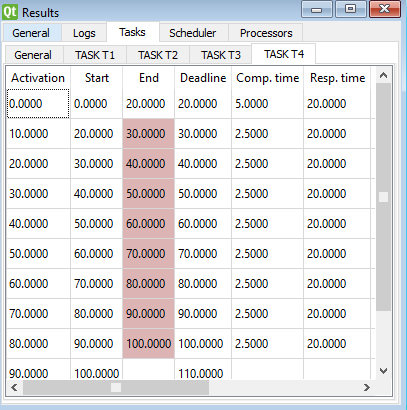 Qt Results
General Logs Tasks Scheduler Processors
General TASK T1 TASK T2 TASK T3 TASK T4
Activation Start End Deadline Comp. time Resp. time
0.0000 0.0000 20.0000 20.0000 5.0000 20.0000
10.0000 20.0000 30.0000 30.0000 2.5000 20.0000
20.0000 30.0000 40.0000 40.0000 2.5000 20.0000
30.0000 40.0000 50.0000 50.0000 2.5000 20.0000
40.0000 50.0000 60.0000 60.0000 2.5000 20.0000
50.0000 60.0000 70.0000 70.0000 2.5000 20.0000
60.0000 70.0000 80.0000 80.0000 2.5000 20.0000
70.0000 80.0000 90.0000 90.0000 2.5000 20.0000
80.0000 90.0000 100.0000 100.0000 2.5000 20.0000
90.0000 100.0000 110.0000